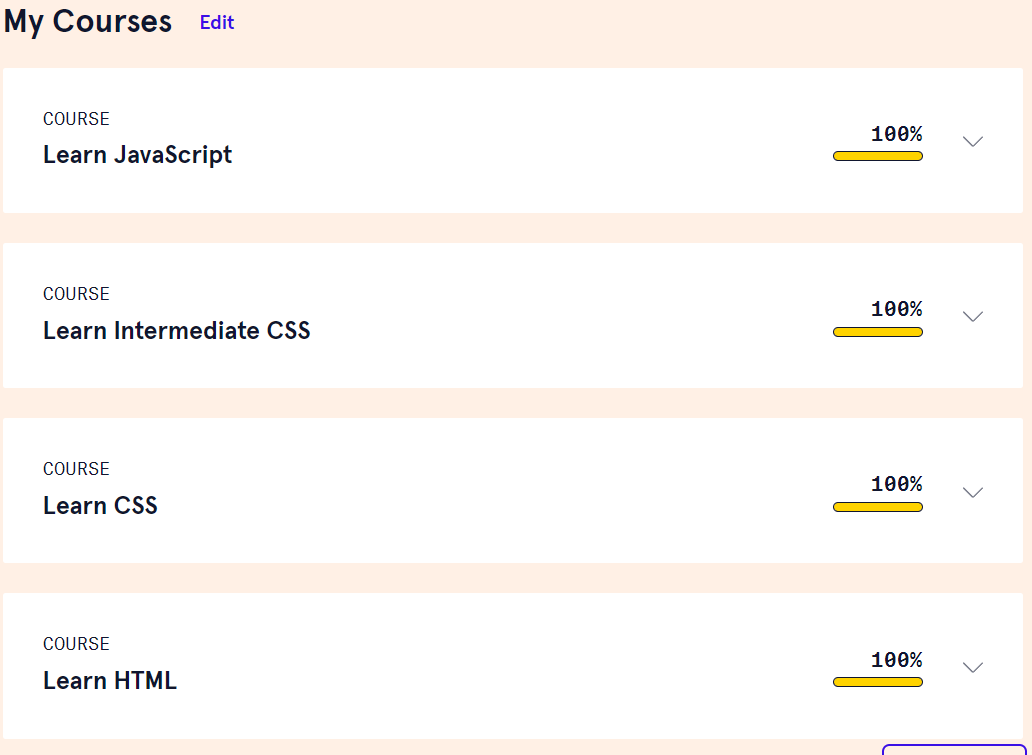 My Courses Edit
COURSE
Learn JavaScript
100%
COURSE
Learn Intermediate CSS
100%
COURSE
Learn CSS
100%
COURSE
Learn HTML
100%